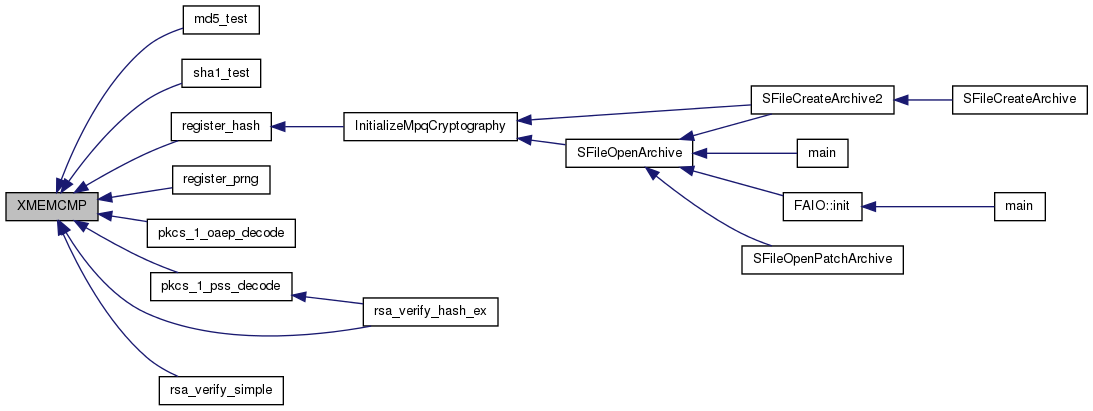 md5_test
sha1_test
SFileCreateArchive2
SFileCreateArchive
register_hash
InitializeMpqCryptography
SFileOpenArchive
main
register_prng
XMEMCMP
FAIO::init
main
pkcs_1_oaep_decode
SFileOpenPatchArchive
pkcs_1_pss_decode
rsa_verify_hash_ex
rsa_verify_simple